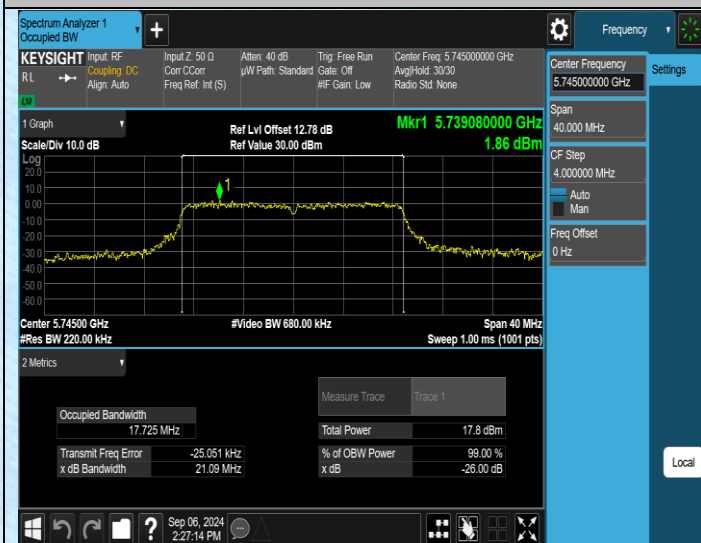 Spectrum Analyzer 1
Occupied BW
Frequency
KEYSIGHT
RL
LXI
Input: RF
Coupling: DC
Align: Auto
Input Z: 50 Ω
Corr CCorr
Freq Ref: Int (S)
Atten: 40 dB
µW Path: Standard
Trig: Free Run
Gate: Off
#IF Gain: Low
Center Freq: 5.745000000 GHz
Avg|Hold: 30/30
Radio Std: None
Center Frequency
5.745000000 GHz
Settings
Span
40.000 MHz
CF Step
4.000000 MHz
Auto
Man
Freq Offset
0 Hz
Local
1 Graph
Scale/Div 10.0 dB
Ref Lvl Offset 12.78 dB
Ref Value 30.00 dBm
Mkr1 5.739080000 GHz
1.86 dBm
Log
20.0
10.0
0.00
-10.0
-20.0
-30.0
-40.0
-50.0
-60.0
1
Center 5.74500 GHz
#Res BW 220.00 kHz
#Video BW 680.00 kHz
Span 40 MHz
Sweep 1.00 ms (1001 pts)
2 Metrics
Measure Trace
Trace 1
Occupied Bandwidth
17.725 MHz
Total Power
17.8 dBm
Transmit Freq Error
-25.051 kHz
% of OBW Power
99.00 %
x dB Bandwidth
21.09 MHz
x dB
-26.00 dB
?
Sep 06, 2024
2:27:14 PM